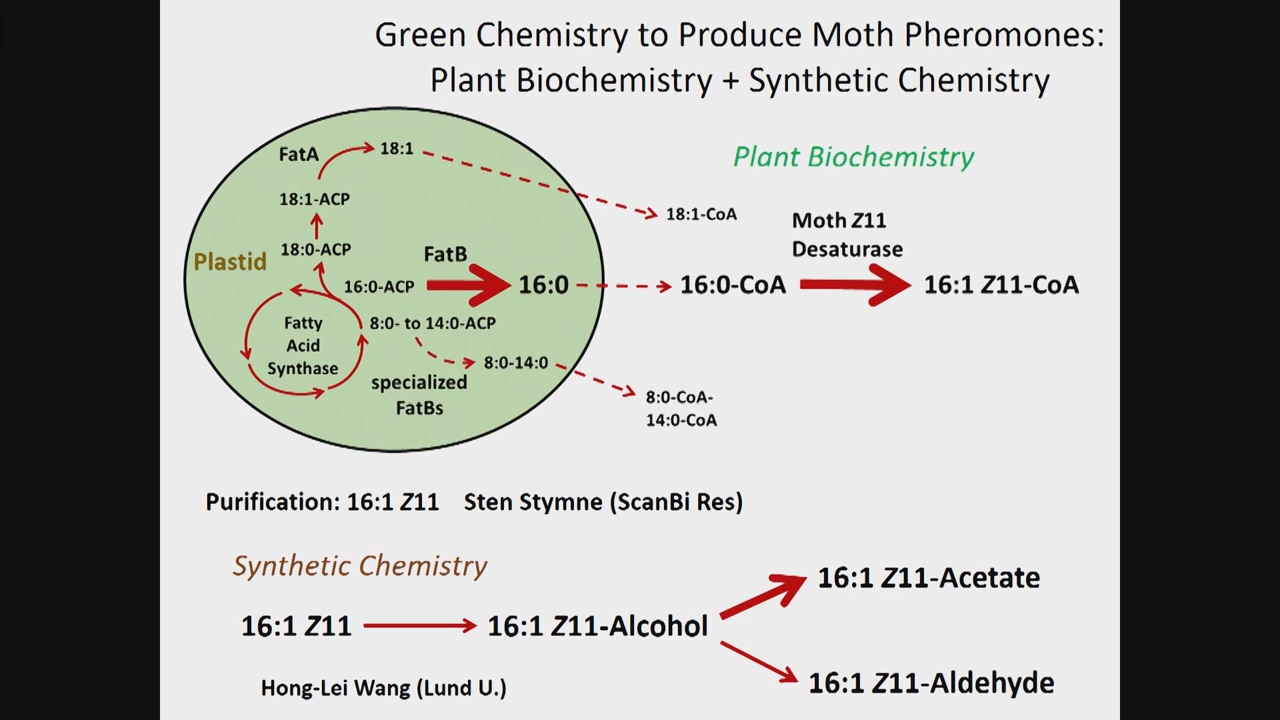 Green Chemistry to Produce Moth Pheromones:
Plant Biochemistry + Synthetic Chemistry
Plant Biochemistry
FatA
18:1
18:1-ACP
18:1-CoA
Moth Z11
Desaturase
18:0-ACP
FatB
Plastid
16:0-ACP
16:0
16:0-CoA
16:1 Z11-CoA
Fatty
Acid
Synthase
8:0- to 14:0-ACP
8:0-14:0
specialized
FatBs
8:0-CoA-
14:0-CoA
Purification: 16:1 Z11 Sten Stymne (ScanBi Res)
Synthetic Chemistry
16:1 Z11-Acetate
16:1 Z11
16:1 Z11-Alcohol
16:1 Z11-Aldehyde
Hong-Lei Wang (Lund U.)